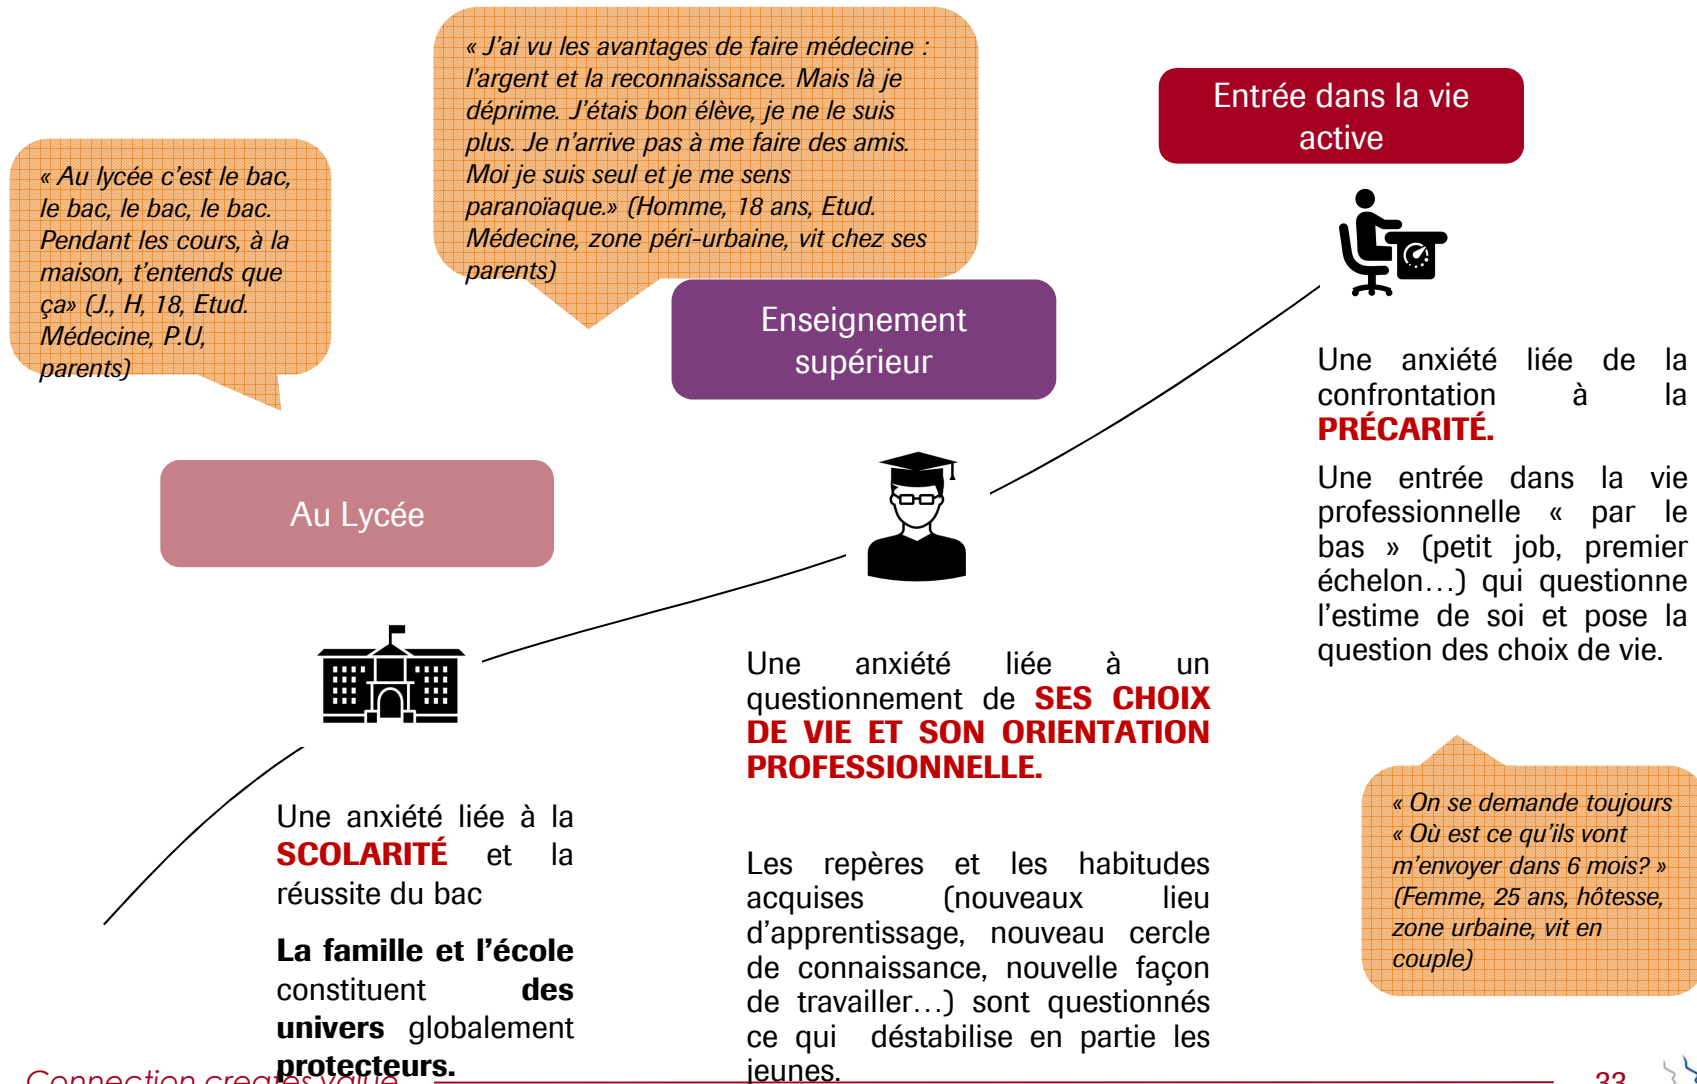 « J'ai vu les avantages de faire médecine :
l'argent et la reconnaissance. Mais là je
déprime. J'étais bon élève, je ne le suis
plus. Je n'arrive pas à me faire des amis.
Moi je suis seul et je me sens
paranoïaque.» (Homme, 18 ans, Etud.
Médecine, zone péri-urbaine, vit chez ses
parents)
Entrée dans la vie
active
« Au lycée c'est le bac,
le bac, le bac, le bac.
Pendant les cours, à la
maison, t'entends que
ça» (J., H, 18, Etud.
Médecine, P.U,
parents)
Enseignement
supérieur
Au Lycée
Une anxiété liée de la
confrontation à la
PRÉCARITÉ.
Une entrée dans la vie
professionnelle « par le
bas » (petit job, premier
échelon…) qui questionne
l'estime de soi et pose la
question des choix de vie.
Une anxiété liée à un
questionnement de SES CHOIX
DE VIE ET SON ORIENTATION
PROFESSIONNELLE.
Les repères et les habitudes
acquises (nouveaux lieu
d'apprentissage, nouveau cercle
de connaissance, nouvelle façon
de travailler…) sont questionnés
ce qui déstabilise en partie les
jeunes.
Une anxiété liée à la
SCOLARITÉ et la
réussite du bac
La famille et l'école
constituent des
univers globalement
protecteurs.
« On se demande toujours
« Où est ce qu'ils vont
m'envoyer dans 6 mois? »
(Femme, 25 ans, hôtesse,
zone urbaine, vit en
couple)
Connection creates value
33